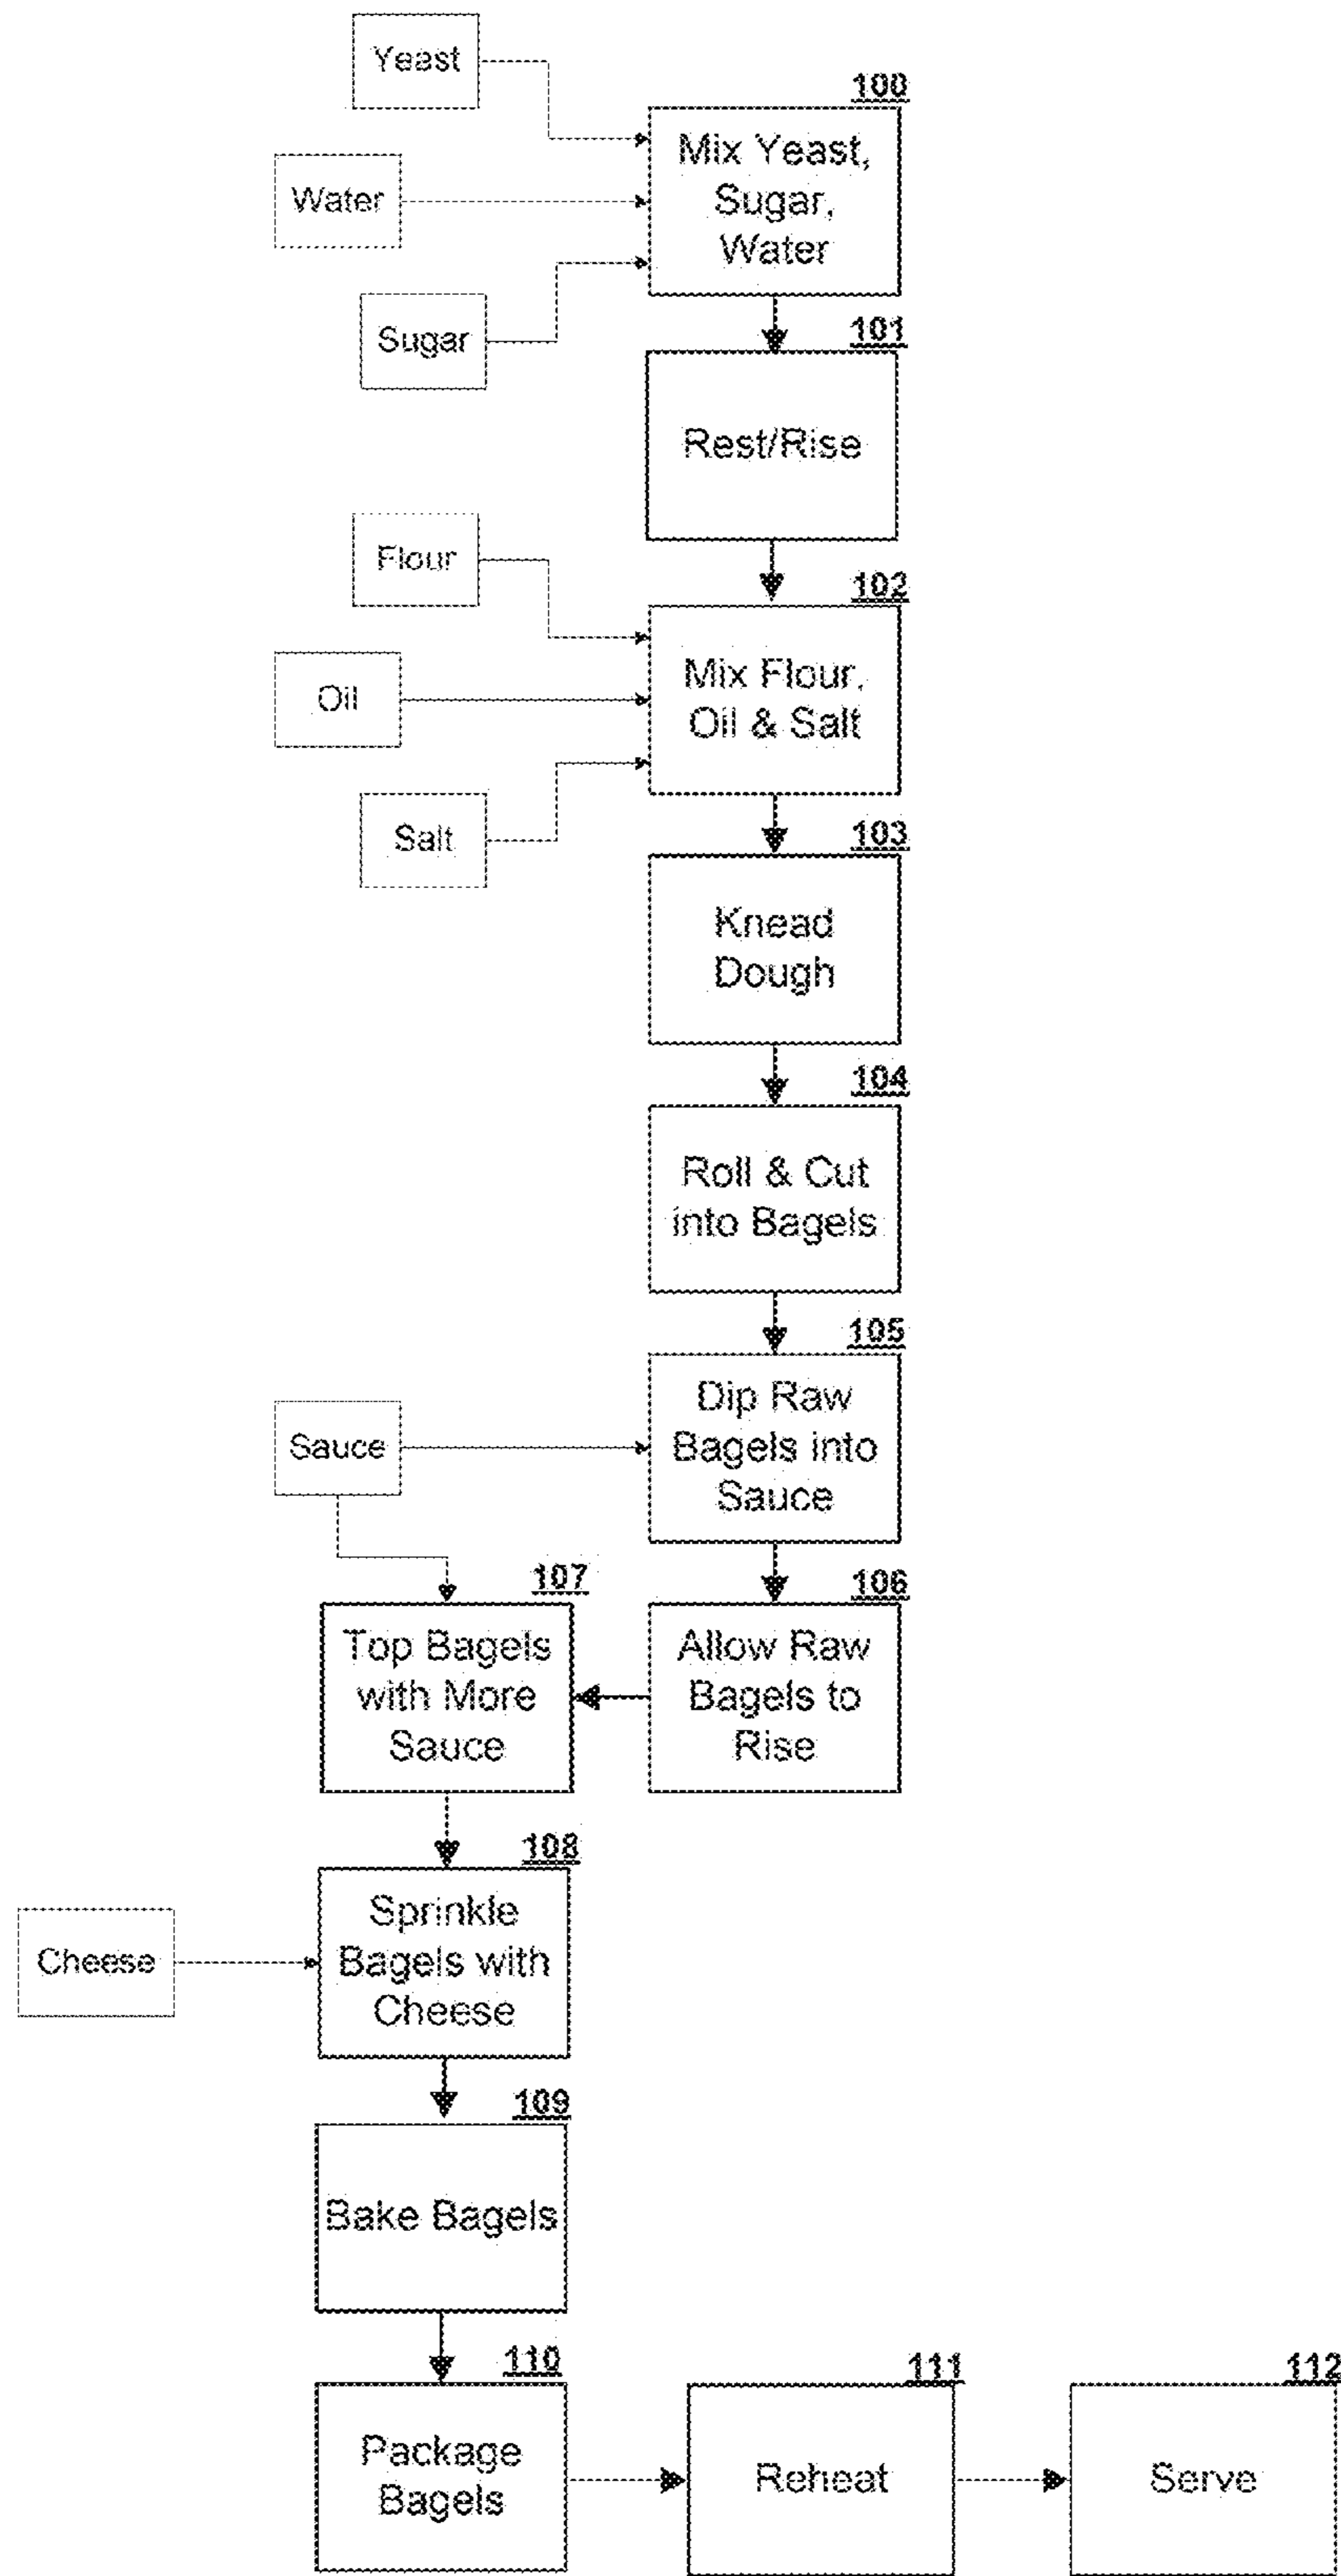 Yeast
100
Mix Yeast,
Sugar,
Water
Water
Sugar
101
Rest/Rise
Flour
102
Mix Flour,
Oil & Salt
Oil
Salt
103
Knead
Dough
104
Roll & Cut
into Bagels
105
Dip Raw
Bagels into
Sauce
Sauce
106
Allow Raw
Bagels to
Rise
107
Top Bagels
with More
Sauce
108
Sprinkle
Bagels with
Cheese
Cheese
109
Bake Bagels
110
Package
Bagels
111
Reheat
112
Serve